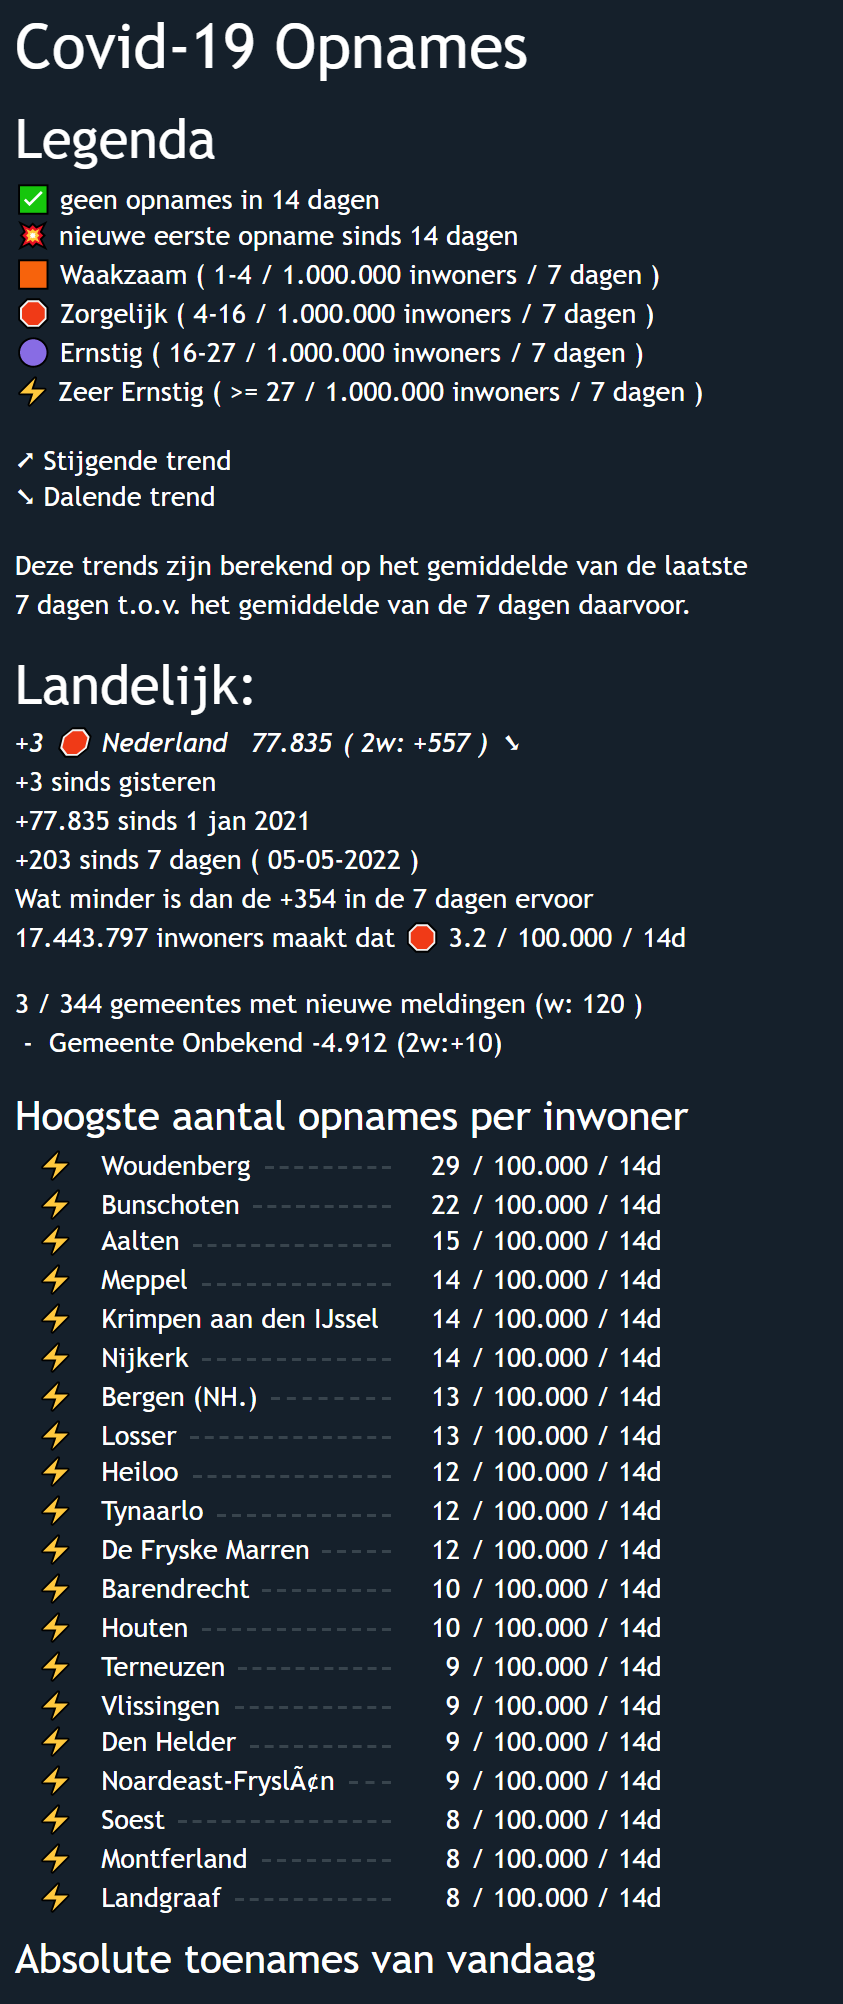 Covid-19 Opnames
Legenda
✅ geen opnames in 14 dagen
💥 nieuwe eerste opname sinds 14 dagen
🟧 Waakzaam ( 1-4 / 1.000.000 inwoners / 7 dagen )
🛑 Zorgelijk ( 4-16 / 1.000.000 inwoners / 7 dagen )
🟣 Ernstig ( 16-27 / 1.000.000 inwoners / 7 dagen )
⚡ Zeer Ernstig ( >= 27 / 1.000.000 inwoners / 7 dagen )
➚ Stijgende trend
➘ Dalende trend
Deze trends zijn berekend op het gemiddelde van de laatste
7 dagen t.o.v. het gemiddelde van de 7 dagen daarvoor.
Landelijk:
+3 🛑 Nederland 77.835 ( 2w: +557 ) ➘
+3 sinds gisteren
+77.835 sinds 1 jan 2021
+203 sinds 7 dagen ( 05-05-2022 )
Wat minder is dan de +354 in de 7 dagen ervoor
17.443.797 inwoners maakt dat 🛑 3.2 / 100.000 / 14d
3 / 344 gemeentes met nieuwe meldingen (w: 120 )
- Gemeente Onbekend -4.912 (2w:+10)
Hoogste aantal opnames per inwoner
⚡ Woudenberg --------- 29 / 100.000 / 14d
⚡ Bunschoten ---------- 22 / 100.000 / 14d
⚡ Aalten -------------- 15 / 100.000 / 14d
⚡ Meppel ------------- 14 / 100.000 / 14d
⚡ Krimpen aan den IJssel 14 / 100.000 / 14d
⚡ Nijkerk ------------- 14 / 100.000 / 14d
⚡ Bergen (NH.) -------- 13 / 100.000 / 14d
⚡ Losser -------------- 13 / 100.000 / 14d
⚡ Heiloo -------------- 12 / 100.000 / 14d
⚡ Tynaarlo ------------ 12 / 100.000 / 14d
⚡ De Fryske Marren ----- 12 / 100.000 / 14d
⚡ Barendrecht --------- 10 / 100.000 / 14d
⚡ Houten ------------- 10 / 100.000 / 14d
⚡ Terneuzen ----------- 9 / 100.000 / 14d
⚡ Vlissingen ----------- 9 / 100.000 / 14d
⚡ Den Helder ---------- 9 / 100.000 / 14d
⚡ Noardeast-FryslÃ¢n --- 9 / 100.000 / 14d
⚡ Soest --------------- 8 / 100.000 / 14d
⚡ Montferland --------- 8 / 100.000 / 14d
⚡ Landgraaf ----------- 8 / 100.000 / 14d
Absolute toenames van vandaag